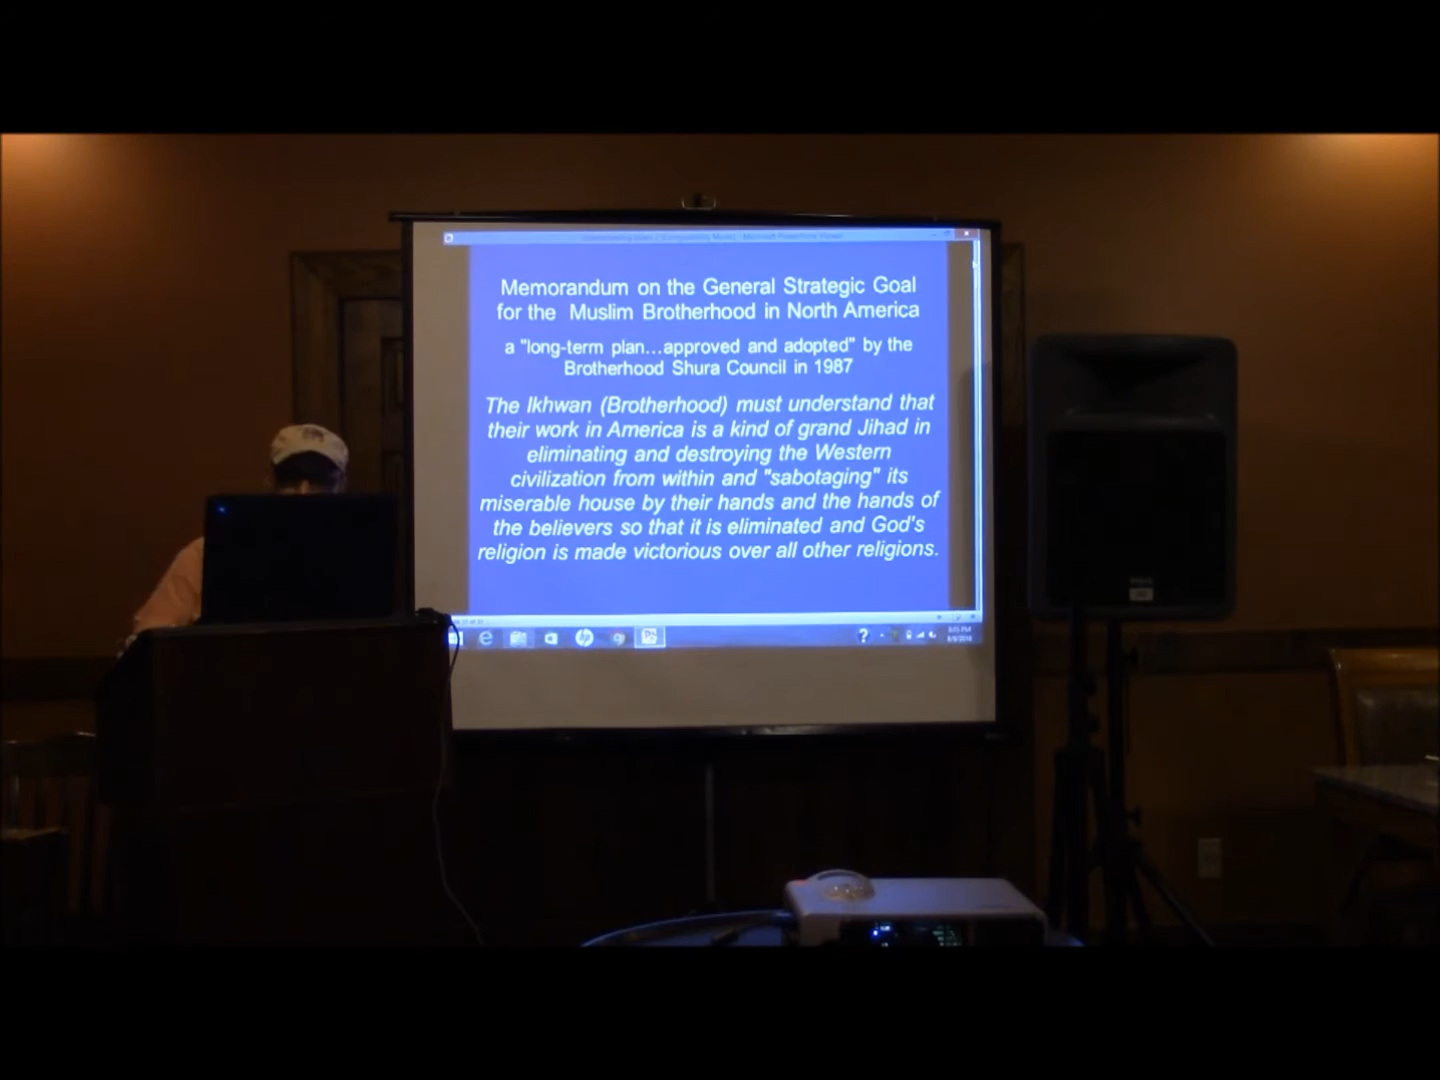 Memorandum on the General Strategic Goal
for the Muslim Brotherhood in North America
a "long-term plan...approved and adopted" by the
Brotherhood Shura Council in 1987
The Ikhwan (Brotherhood) must understand that
their work in America is a kind of grand Jihad in
eliminating and destroying the Western
civilization from within and "sabotaging" its
miserable house by their hands and the hands of
the believers so that it is eliminated and God's
religion is made victorious over all other religions.